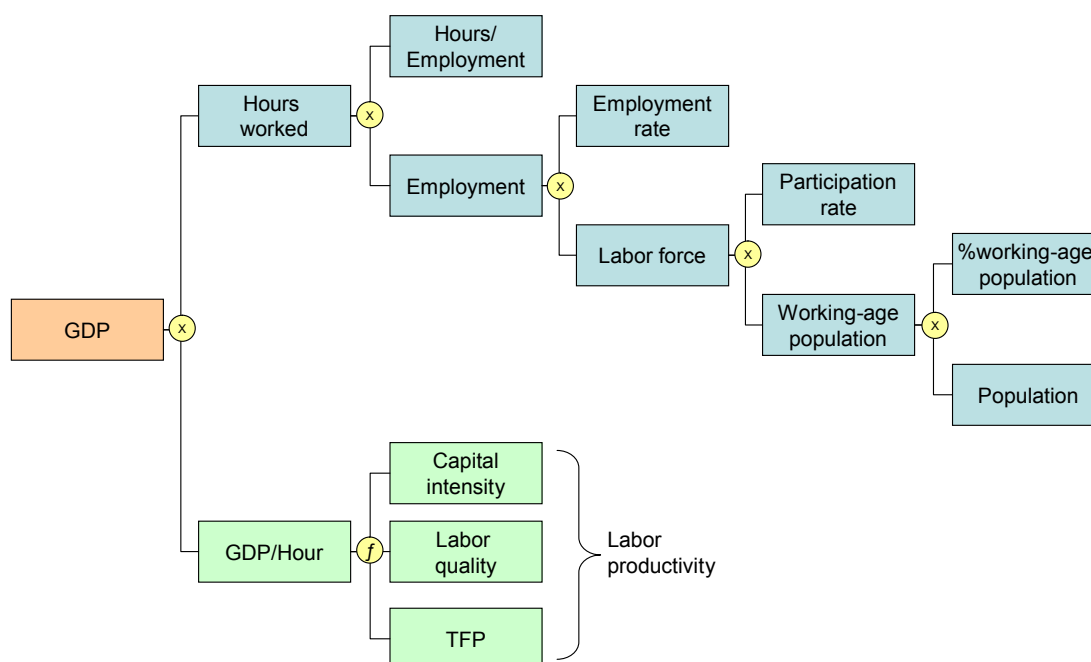 Hours/
Employment
Hours
worked
x
Employment
rate
Employment
x
Participation
rate
Labor force
x
%working-age
population
GDP
x
Working-age
population
x
Population
Capital
intensity
GDP/Hour
ƒ
Labor
quality
Labor
productivity
TFP